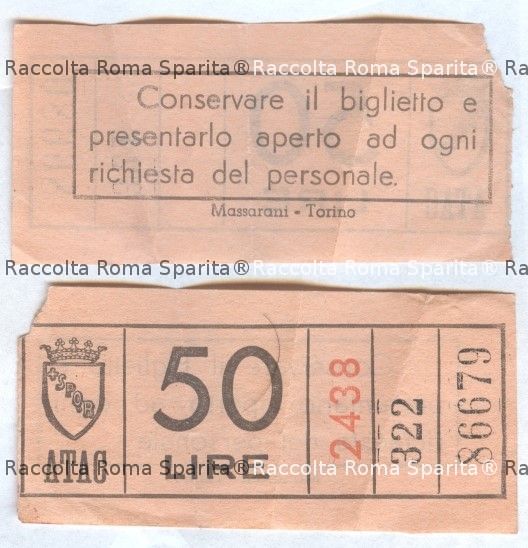 Raccolta Roma Sparita® Raccolta Roma Sparita® Ra
Conservare il biglietto e
presentarlo aperto ad ogni
richiesta del personale.
Massarani - Torino
Raccolta Roma Sparita® Raccolta Roma Sparita® Ra
SPQR
ATAC
50
LIRE
2438
322
86679
Raccolta Roma Sparita® Raccolta Roma Sparita® Ra